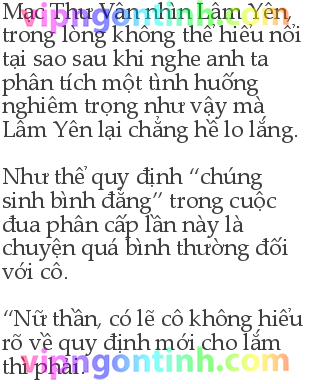 Mạc Thư Vân nhìn Lâm Yên,
trong lòng không thể hiểu nổi
tại sao sau khi nghe anh ta
phân tích một tình huống
nghiêm trọng như vậy mà
Lâm Yên lại chẳng hề lo lắng.
Như thể quy định “chúng
sinh bình đẳng” trong cuộc
đua phân cấp lần này là
chuyện quá bình thường đối
với cô.
“Nữ thần, có lẽ cô không hiểu
rõ về quy định mới cho lắm
thì phải.
vipngontinh.com
vipngontinh.com